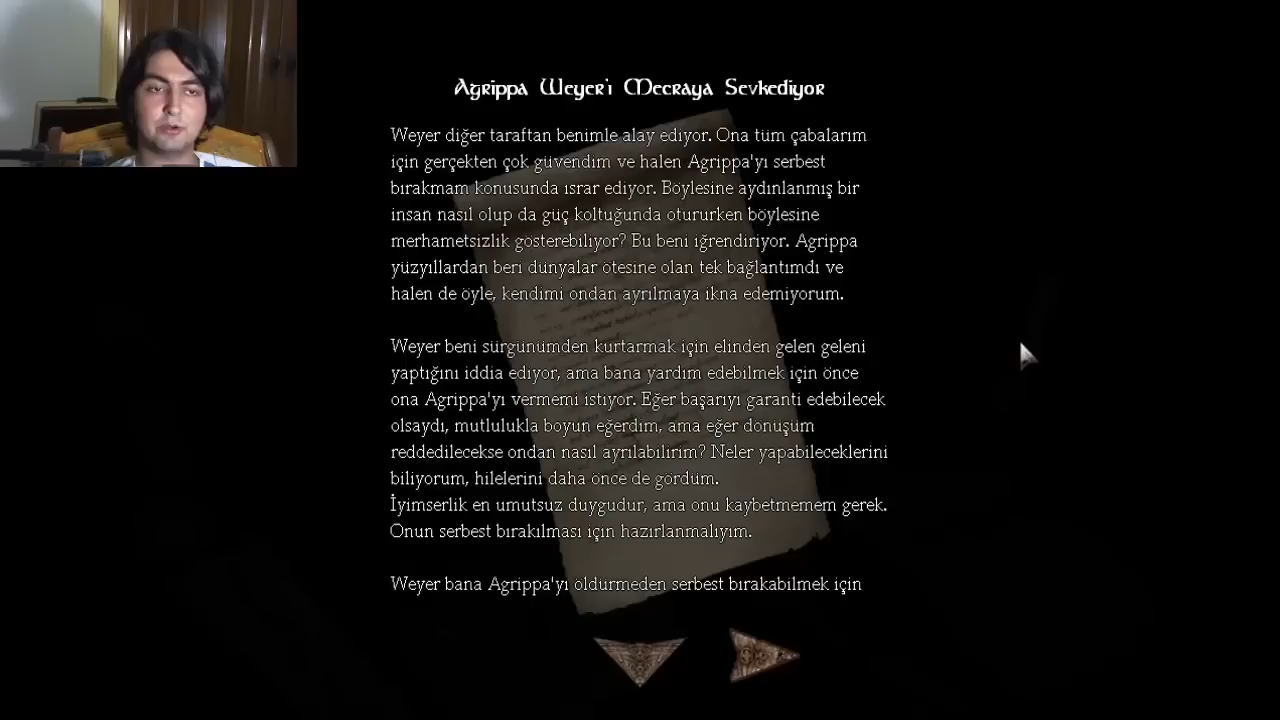 Agrippa Weyer'i Mecraya Sevkediyor
Weyer diğer taraftan benimle alay ediyor. Ona tüm çabalarım
için gerçekten çok güvendim ve halen Agrippa'yı serbest
bırakmam konusunda ısrar ediyor. Böylesine aydınlanmış bir
insan nasıl olup da güç koltuğunda otururken böylesine
merhametsizlik gösterebiliyor? Bu beni iğrendiriyor. Agrippa
yüzyıllardan beri dünyalar ötesine olan tek bağlantımdı ve
halen de öyle, kendimi ondan ayrılmaya ikna edemiyorum.
Weyer beni sürgünümden kurtarmak için elinden gelen geleni
yaptığını iddia ediyor, ama bana yardım edebilmek için önce
ona Agrippa'yı vermemi istiyor. Eğer başarıyı garanti edebilecek
olsaydı, mutlulukla boyun eğerdim, ama eğer dönüşüm
reddedilecekse ondan nasıl ayrılabilirim? Neler yapabileceklerini
biliyorum, hilelerini daha önce de gördüm.
İyimserlik en umutsuz duygudur, ama onu kaybetmemem gerek.
Onun serbest bırakılması için hazırlanmalıyım.
Weyer bana Agrippa'yı öldürmeden serbest bırakabilmek için